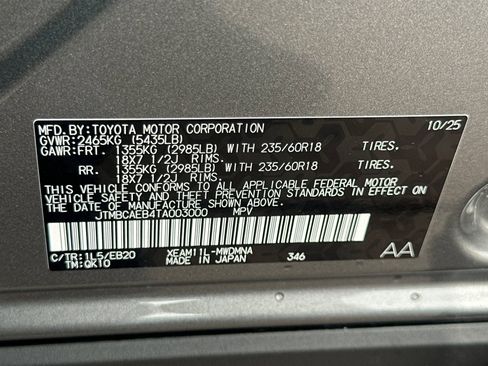 MFD.BY:TOYOTA MOTOR CORPORATION 10/25
GVWR:2465KG (5435LB)
GAWR:FRT. 1355KG (2985LB) WITH 235/60R18 TIRES.
18X7 1/2J RIMS.
RR. 1355KG (2985LB) WITH 235/60R18 TIRES.
18X7 1/2J RIMS.
THIS VEHICLE CONFORMS TO ALL APPLICABLE FEDERAL MOTOR
VEHICLE SAFETY AND THEFT PREVENTION STANDARDS IN EFFECT ON
THE DATE OF MANUFACTURE SHOWN ABOVE.
JTMBCAEB4TA003000 MPV
C/TR:1L5/EB20 XEAM11L-MWDMNA 346 AA
TM:QK10 MADE IN JAPAN